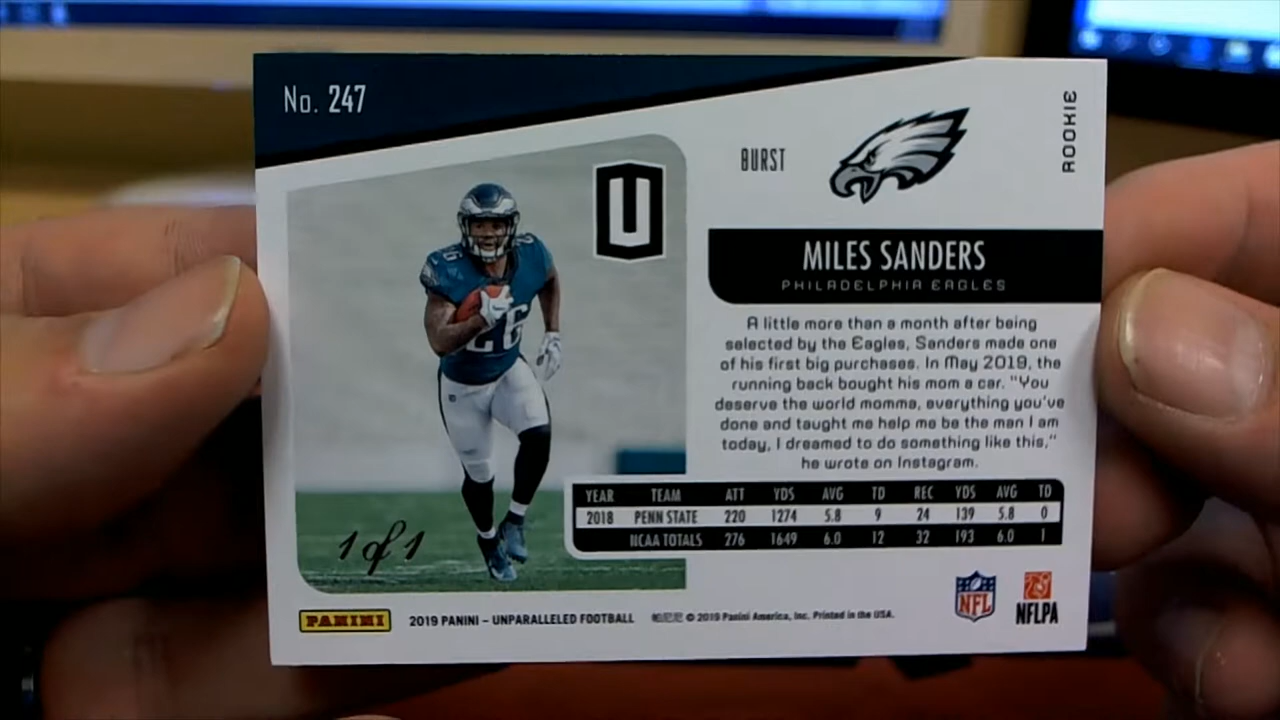 No. 247
ROOKIE
BURST
U
MILES SANDERS
PHILADELPHIA EAGLES
A little more than a month after being
selected by the Eagles, Sanders made one
of his first big purchases. In May 2019, the
running back bought his mom a car. "You
deserve the world momma, everything you've
done and taught me help me be the man I am
today, I dreamed to do something like this,"
he wrote on Instagram.
YEAR TEAM ATT YDS AVG TD REC YDS AVG TD
2018 PENN STATE 220 1274 5.8 9 24 139 5.8 0
NCAA TOTALS 276 1649 6.0 12 32 193 6.0 1
26
1 of 1
PANINI
2019 PANINI – UNPARALLELED FOOTBALL
帕尼尼 © 2019 Panini America, Inc. Printed in the USA.
NFL
NFLPA